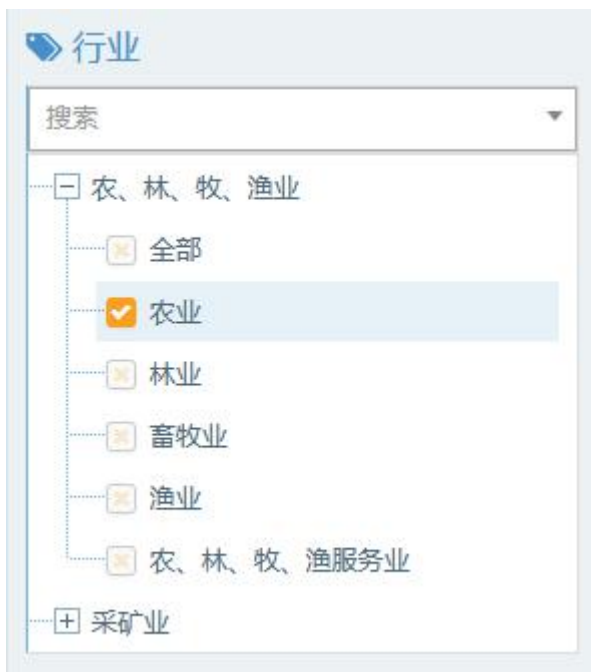 行业
搜索
农、林、牧、渔业
全部
农业
林业
畜牧业
渔业
农、林、牧、渔服务业
采矿业